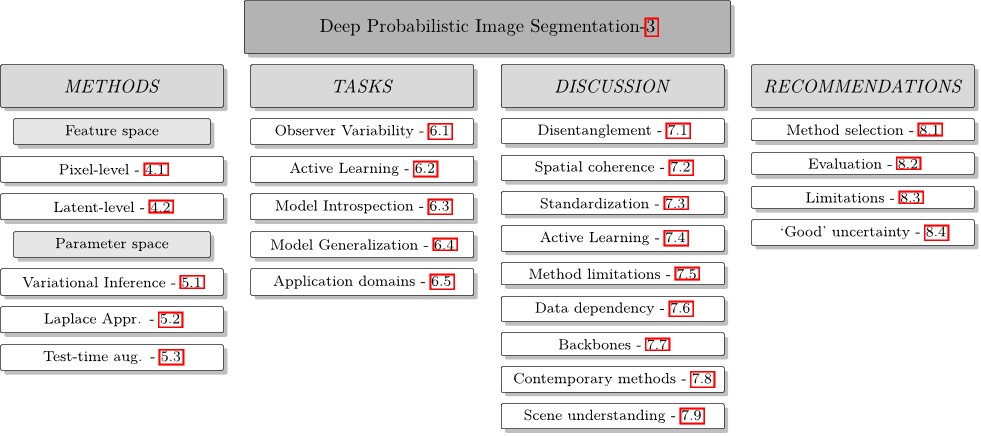 Deep Probabilistic Image Segmentation-3
METHODS
Feature space
Pixel-level - 4.1
Latent-level - 4.2
Parameter space
Variational Inference - 5.1
Laplace Appr. - 5.2
Test-time aug. - 5.3
TASKS
Observer Variability - 6.1
Active Learning - 6.2
Model Introspection - 6.3
Model Generalization - 6.4
Application domains - 6.5
DISCUSSION
Disentanglement - 7.1
Spatial coherence - 7.2
Standardization - 7.3
Active Learning - 7.4
Method limitations - 7.5
Data dependency - 7.6
Backbones - 7.7
Contemporary methods - 7.8
Scene understanding - 7.9
RECOMMENDATIONS
Method selection - 8.1
Evaluation - 8.2
Limitations - 8.3
‘Good’ uncertainty - 8.4